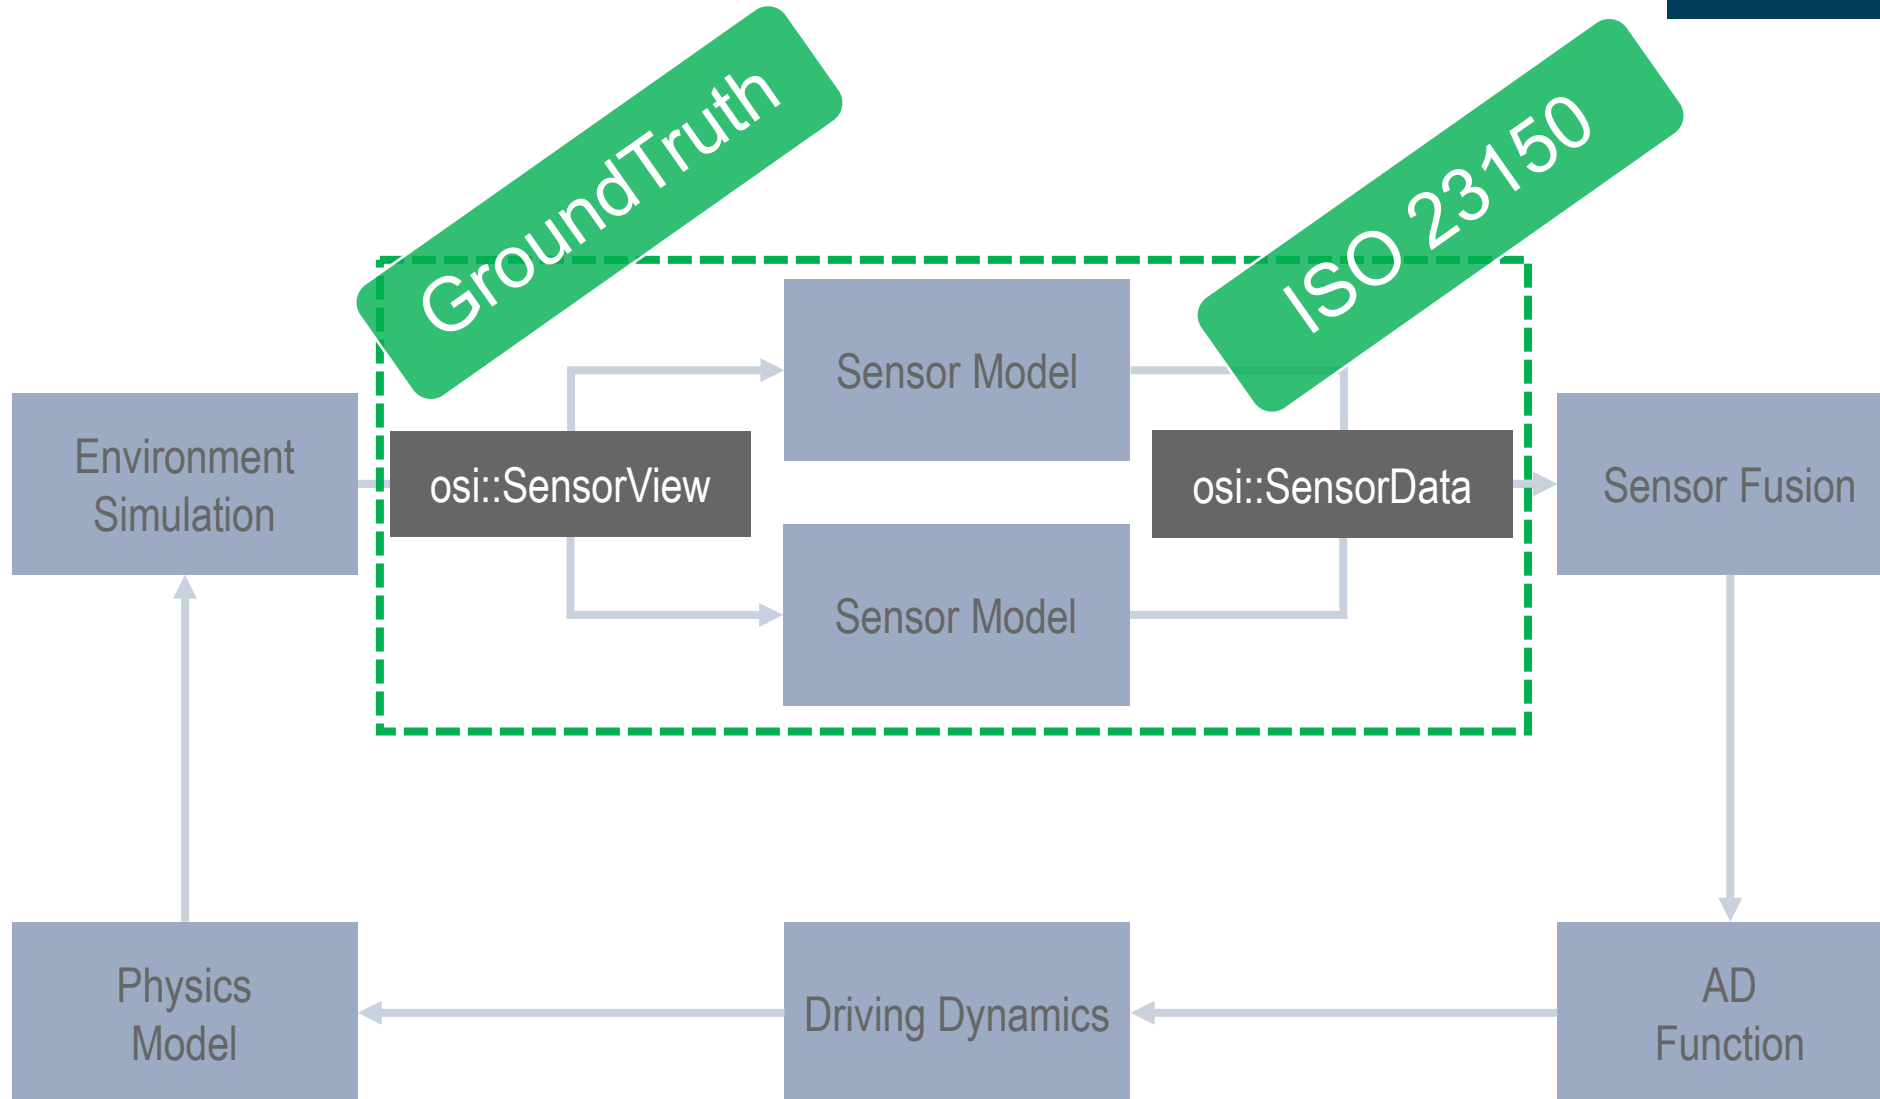 GroundTruth
ISO 23150
Sensor Model
Environment
Simulation
osi::SensorView
osi::SensorData
Sensor Fusion
Sensor Model
Physics
Model
Driving Dynamics
AD
Function